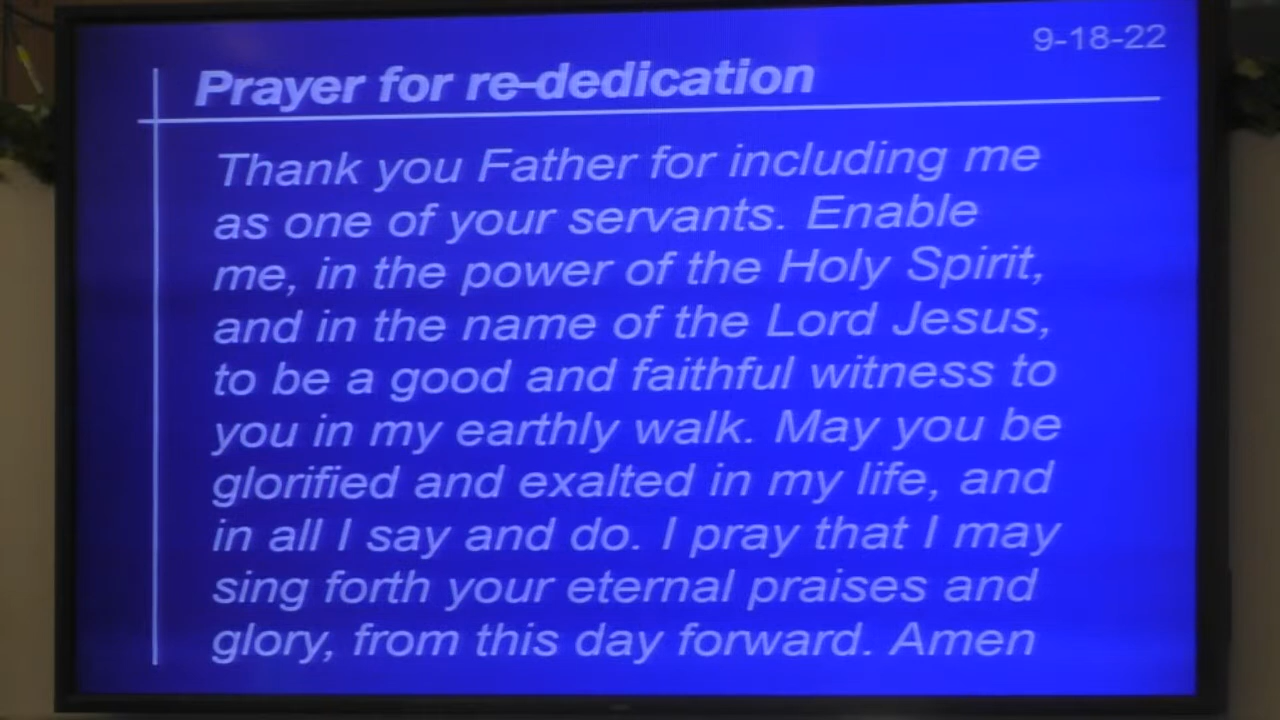 9-18-22
Prayer for re-dedication
Thank you Father for including me
as one of your servants. Enable
me, in the power of the Holy Spirit,
and in the name of the Lord Jesus,
to be a good and faithful witness to
you in my earthly walk. May you be
glorified and exalted in my life, and
in all I say and do. I pray that I may
sing forth your eternal praises and
glory, from this day forward. Amen